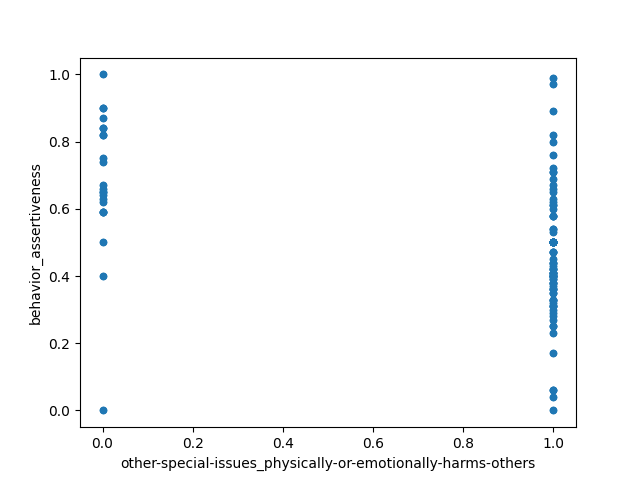 behavior_assertiveness
1.0
0.8
0.6
0.4
0.2
0.0
0.0 0.2 0.4 0.6 0.8 1.0
other-special-issues_physically-or-emotionally-harms-others